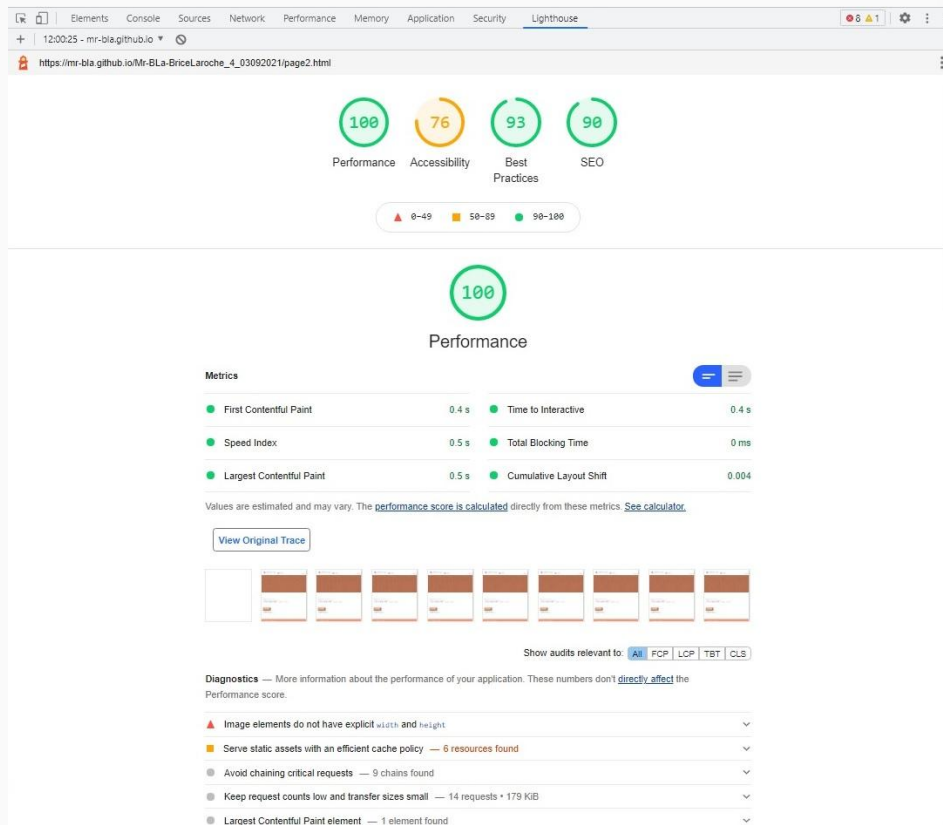 Elements Console Sources Network Performance Memory Application Security Lighthouse 8 1
+ 12:00:25 - mr-bla.github.io
https://mr-bla.github.io/Mr-BLa-BriceLaroche_4_03092021/page2.html
100 76 93 90
Performance Accessibility Best Practices SEO
0-49 50-89 90-100
100
Performance
Metrics
First Contentful Paint 0.4 s Time to Interactive 0.4 s
Speed Index 0.5 s Total Blocking Time 0 ms
Largest Contentful Paint 0.5 s Cumulative Layout Shift 0.004
Values are estimated and may vary. The performance score is calculated directly from these metrics. See calculator.
View Original Trace
Show audits relevant to: All FCP LCP TBT CLS
Diagnostics — More information about the performance of your application. These numbers don't directly affect the
Performance score.
Image elements do not have explicit width and height
Serve static assets with an efficient cache policy — 6 resources found
Avoid chaining critical requests — 9 chains found
Keep request counts low and transfer sizes small — 14 requests • 179 KiB
Largest Contentful Paint element — 1 element found